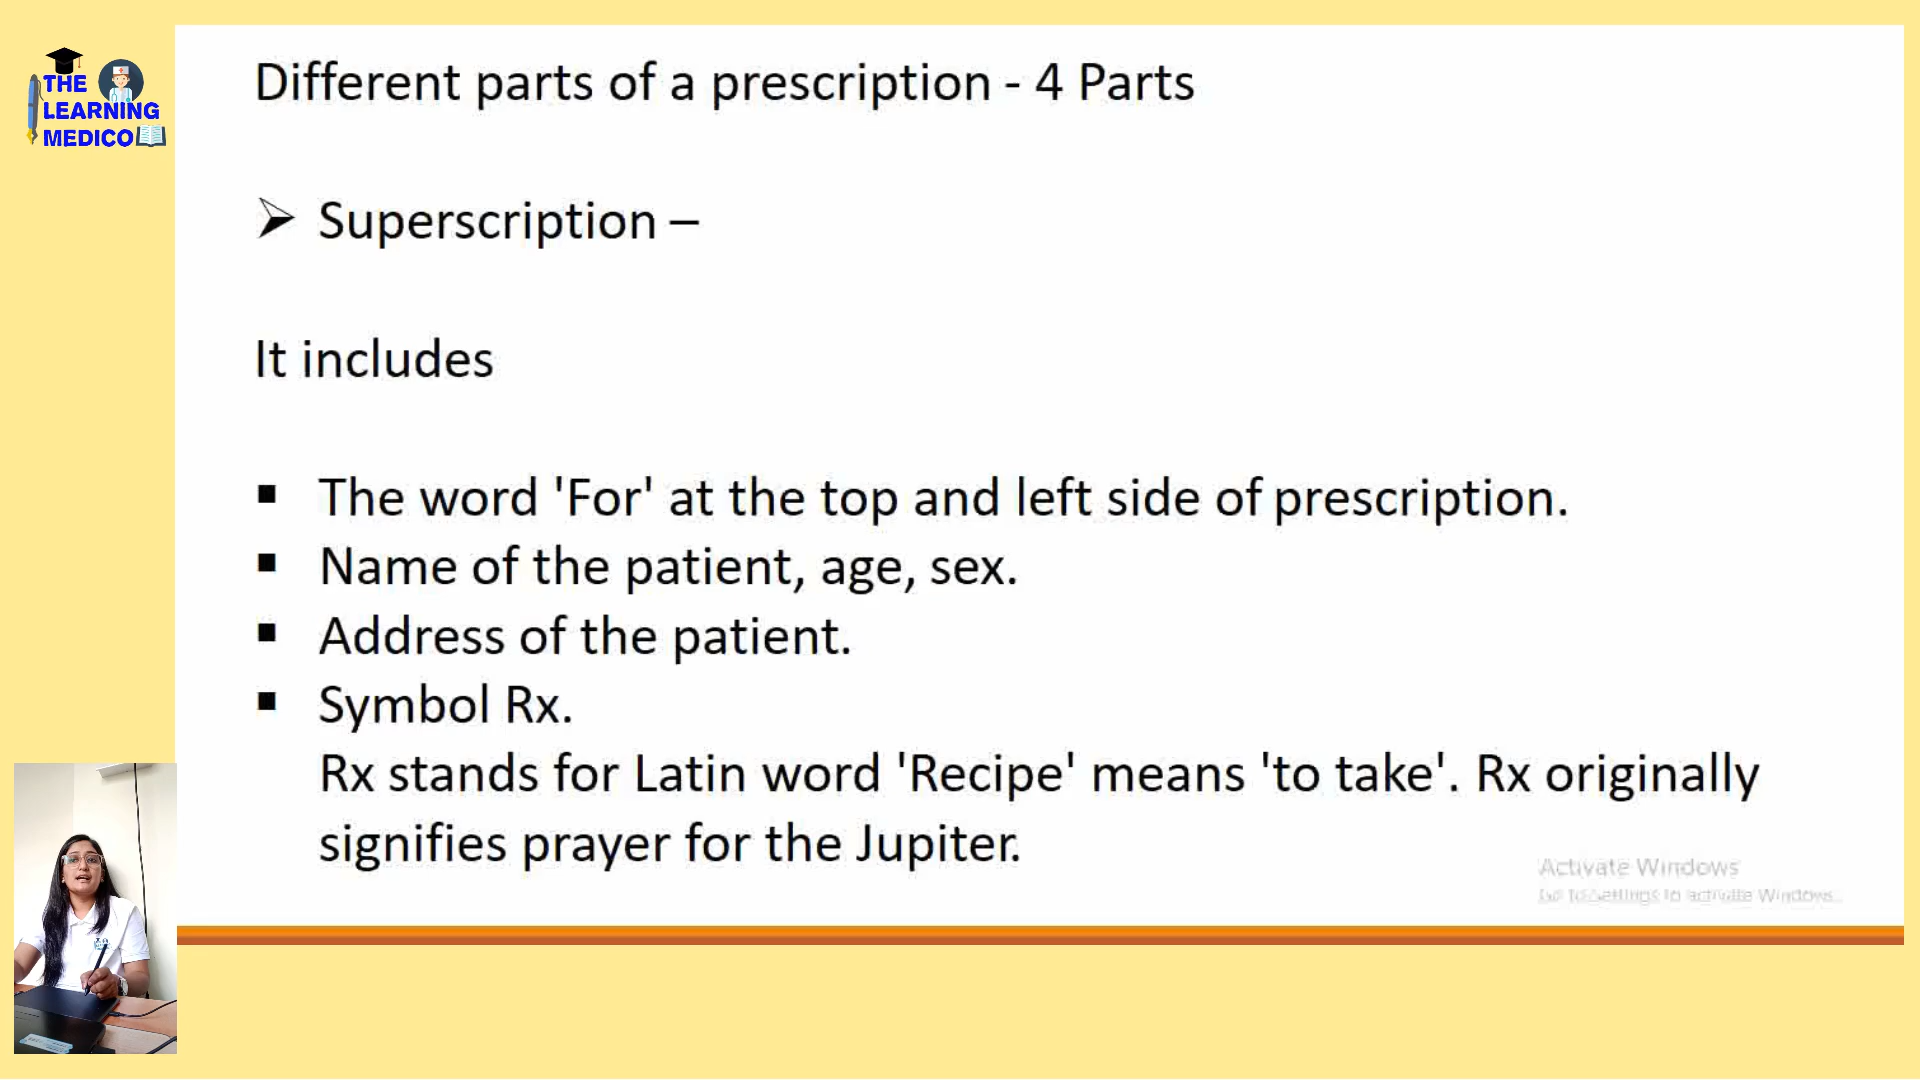 THE
LEARNING
MEDICO
Different parts of a prescription - 4 Parts
Superscription –
It includes
The word 'For' at the top and left side of prescription.
Name of the patient, age, sex.
Address of the patient.
Symbol Rx.
Rx stands for Latin word 'Recipe' means 'to take'. Rx originally
signifies prayer for the Jupiter.
Activate Windows
Go to Settings to activate Windows.